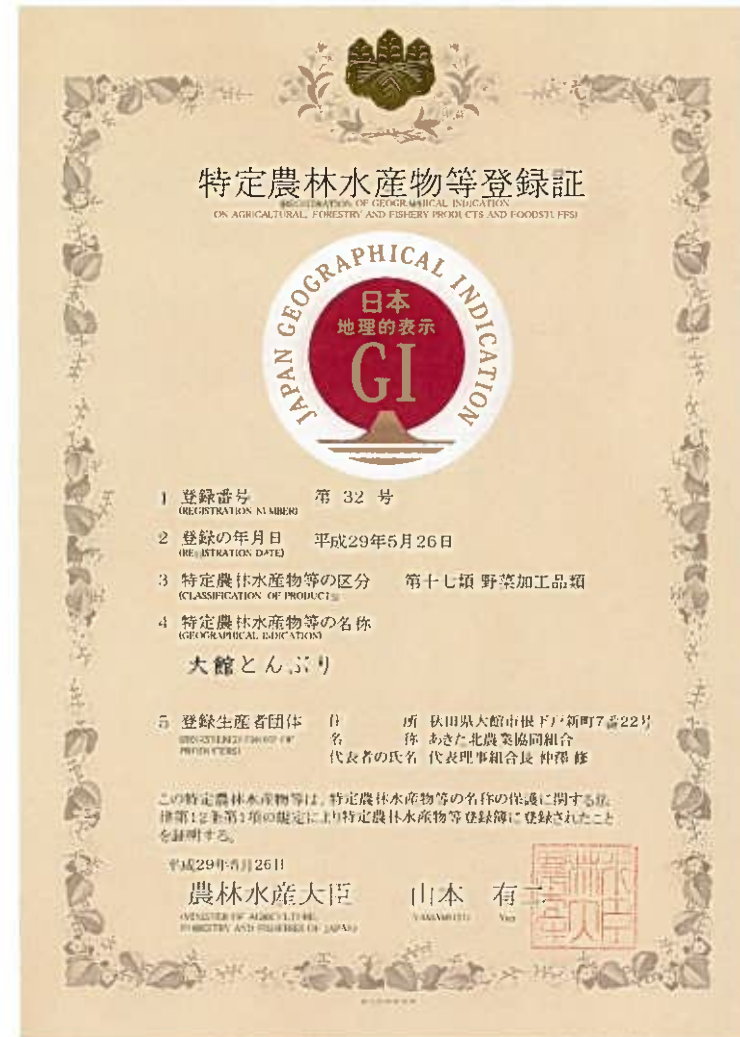 特定農林水産物等登録証
(REGISTRATION OF GEOGRAPHICAL INDICATION
ON AGRICALTURAL, FORESTRY AND FISHERY PRODUCTS AND FOODSTUFFS)
JAPAN GEOGRAPHICAL INDICATION
日本
地理的表示
GI
1 登録番号 第 32 号
(REGISTRATION NUMBER)
2 登録の年月日 平成29年5月26日
(REGISTRATION DATE)
3 特定農林水産物等の区分 第十七類 野菜加工品類
(CLASSIFICATION OF PRODUCTS)
4 特定農林水産物等の名称
(GEOGRAPHICAL INDICATION)
大館とんぶり
5 登録生産者団体 住 所 秋田県大館市根下戸新町7番22号
名 称 あきた北農業協同組合
PRODUCERS)
代表者の氏名 代表理事組合長 仲澤 修
この特定農林水産物等は、特定農林水産物等の名称の保護に関する法
律第12条第1項の規定により特定農林水産物等登録簿に登録されたこと
を証明する。
平成29年5月26日
農林水産大臣 山本 有二
(MINISTER OF AGRICULTURE, YAMAMOTO Yuji
FORESTRY AND FISHERIES OF JAPAN)